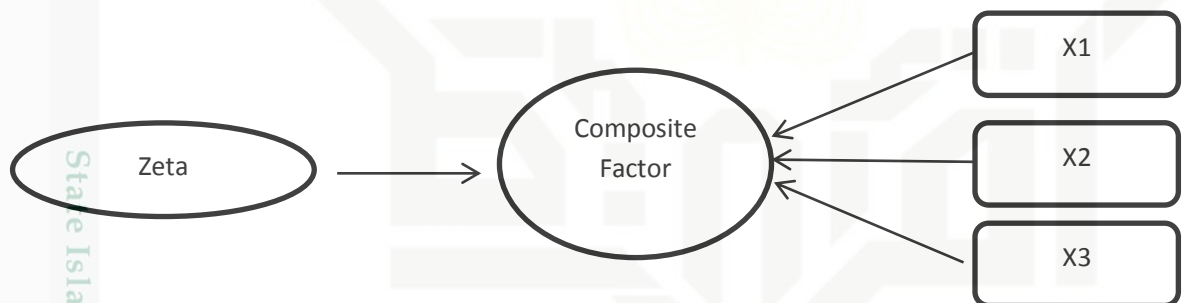 Zeta
Composite
Factor
X1
X2
X3
State Isla